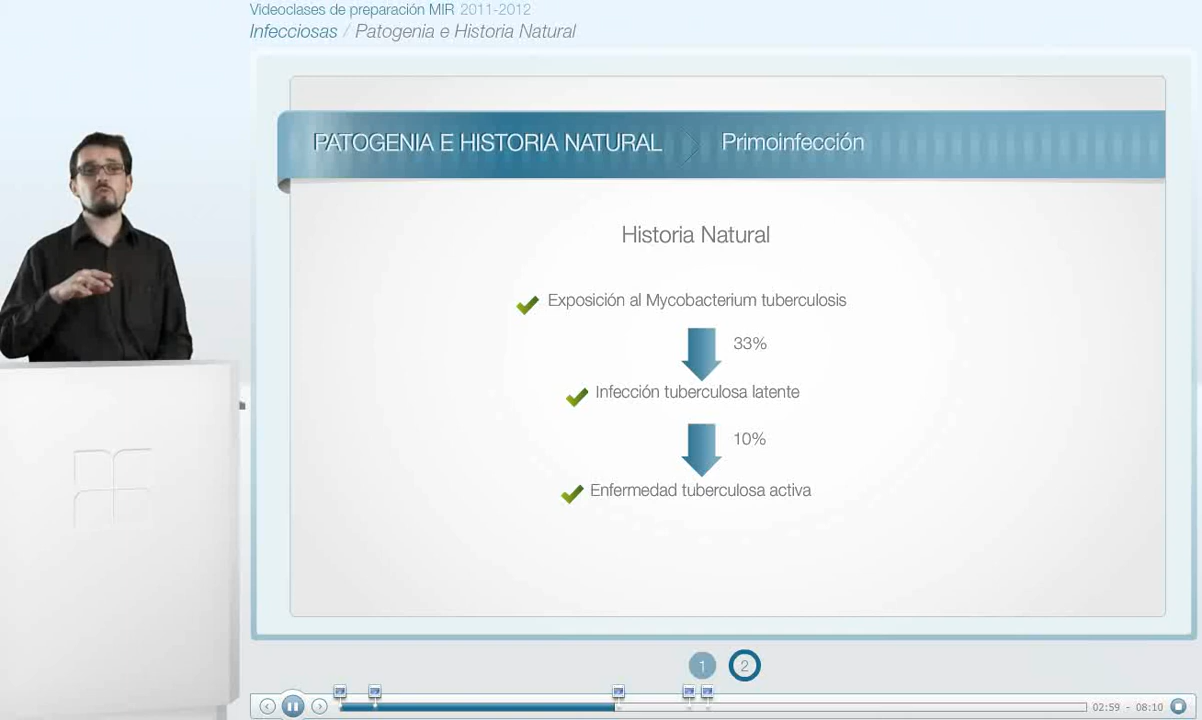 Videoclases de preparación MIR 2011-2012
Infecciosas / Patogenia e Historia Natural
PATOGENIA E HISTORIA NATURAL Primoinfección
Historia Natural
Exposición al Mycobacterium tuberculosis
33%
Infección tuberculosa latente
10%
Enfermedad tuberculosa activa
1 2
02:59 - 08:10